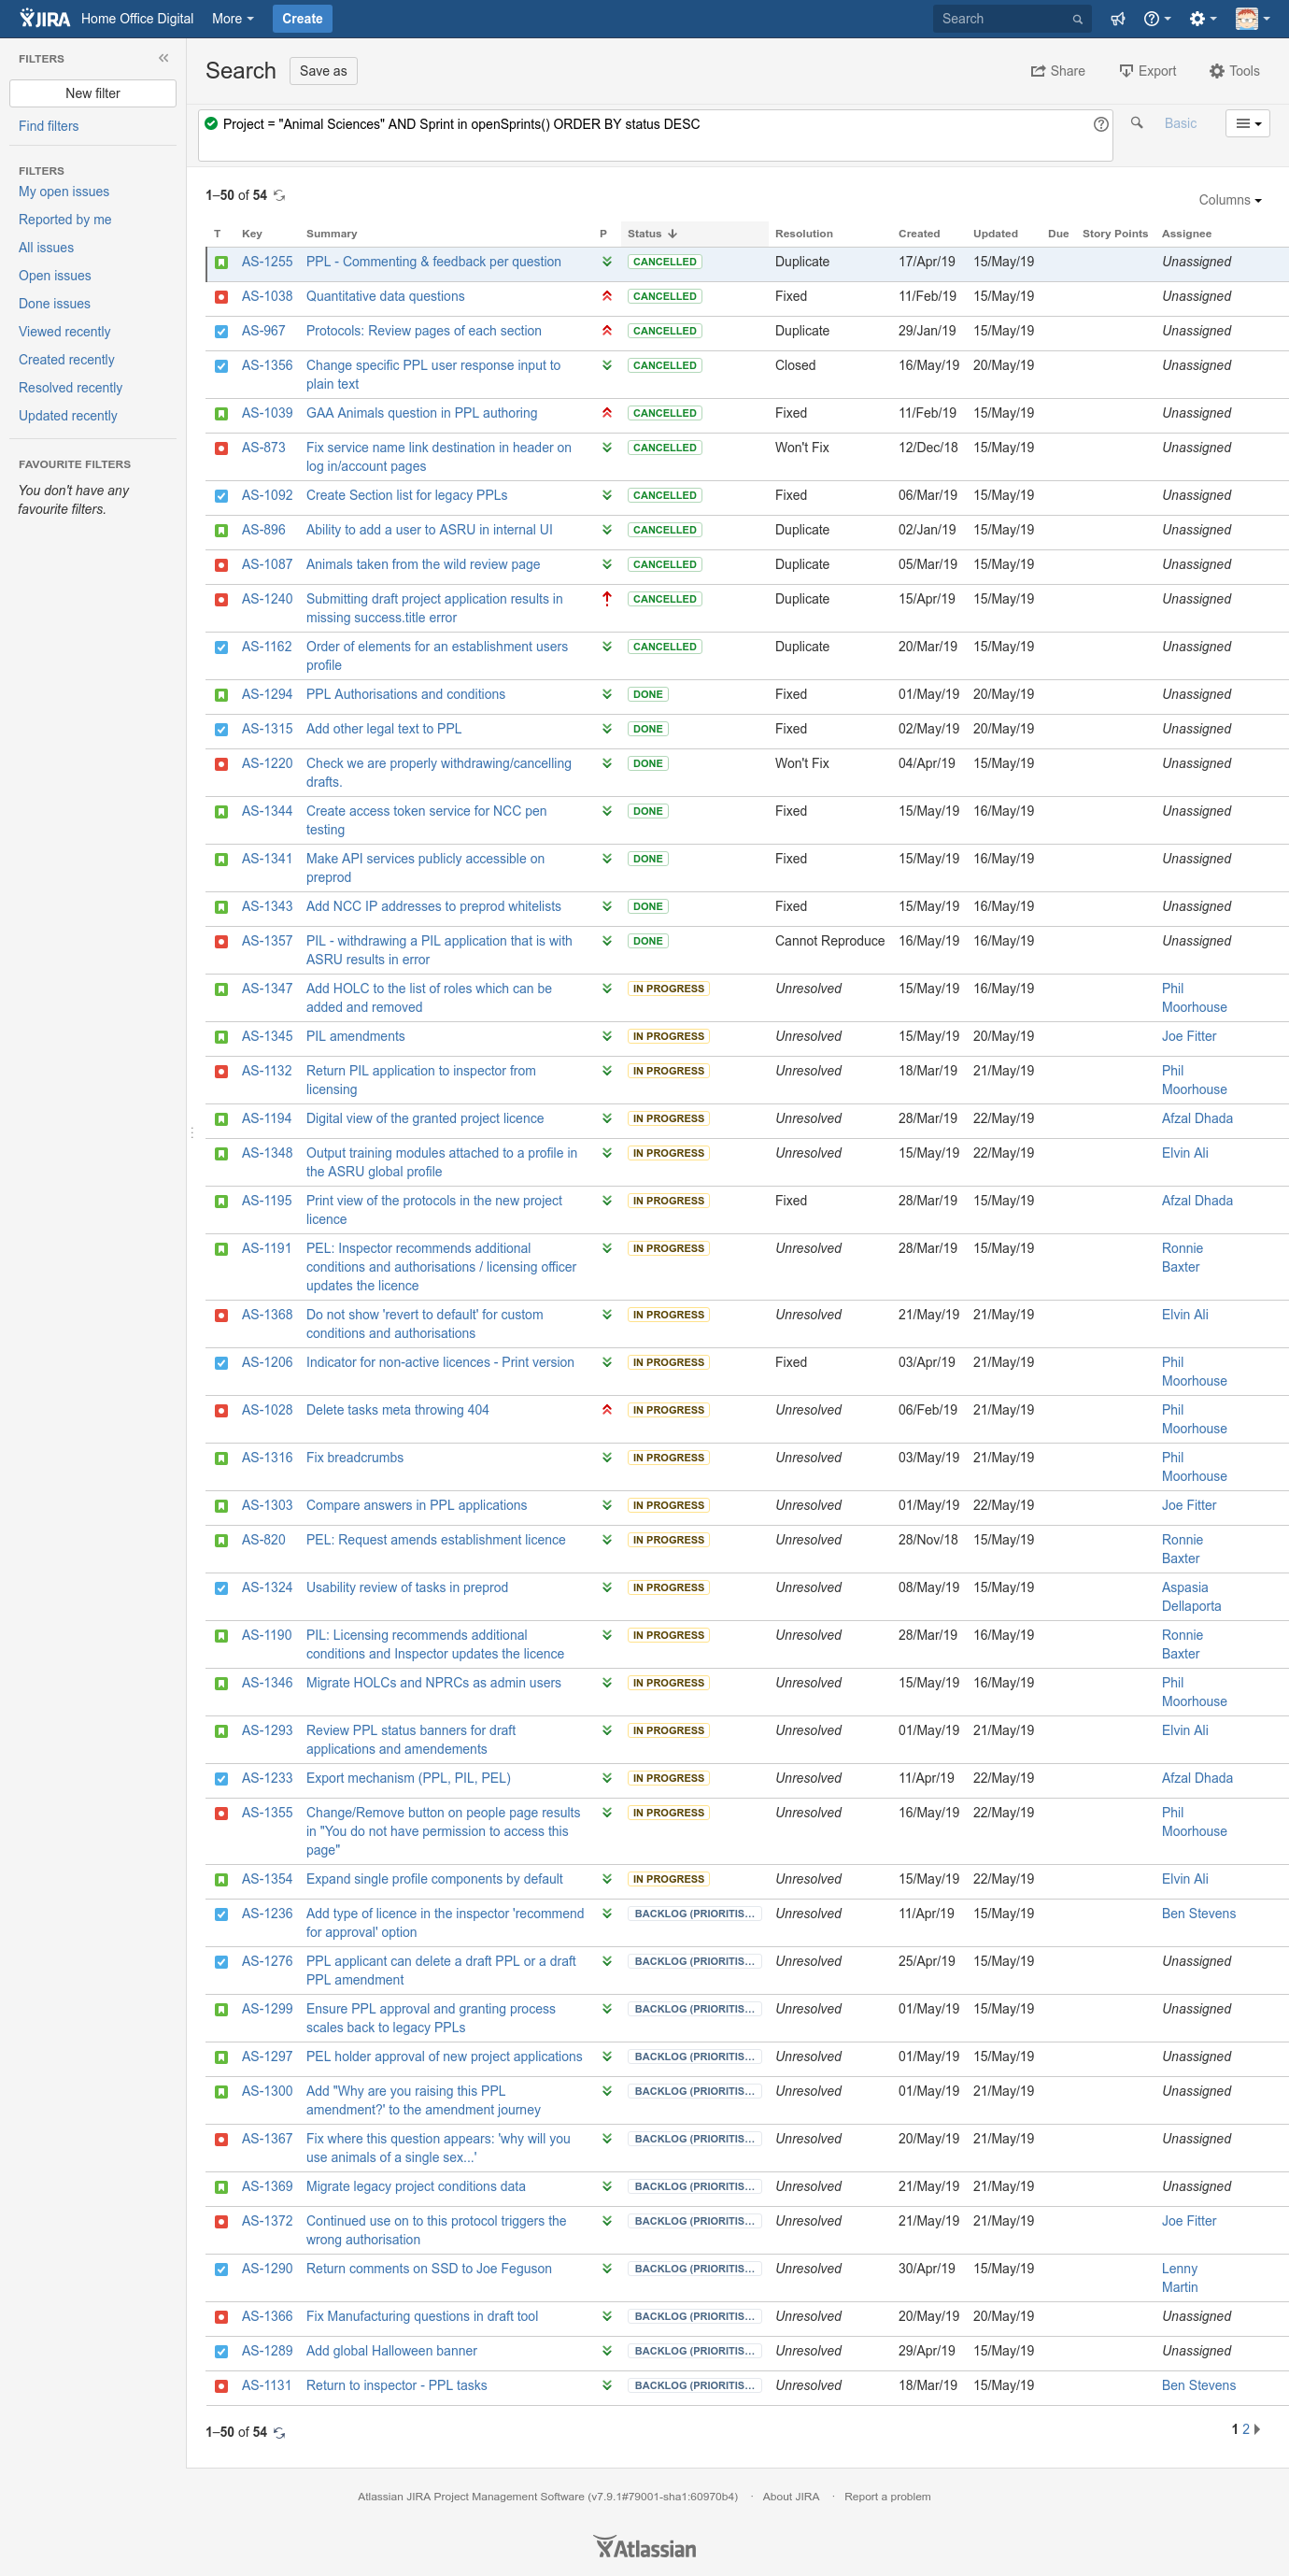 JIRA Home Office Digital More Create Search
FILTERS
New filter
Find filters
FILTERS
My open issues
Reported by me
All issues
Open issues
Done issues
Viewed recently
Created recently
Resolved recently
Updated recently
FAVOURITE FILTERS
You don't have any
favourite filters.
Search Save as Share Export Tools
Project = "Animal Sciences" AND Sprint in openSprints() ORDER BY status DESC Basic
1–50 of 54
Columns
T Key Summary P Status Resolution Created Updated Due Story Points Assignee
AS-1255 PPL - Commenting & feedback per question CANCELLED Duplicate 17/Apr/19 15/May/19 Unassigned
AS-1038 Quantitative data questions CANCELLED Fixed 11/Feb/19 15/May/19 Unassigned
AS-967 Protocols: Review pages of each section CANCELLED Duplicate 29/Jan/19 15/May/19 Unassigned
AS-1356 Change specific PPL user response input to CANCELLED Closed 16/May/19 20/May/19 Unassigned
plain text
AS-1039 GAA Animals question in PPL authoring CANCELLED Fixed 11/Feb/19 15/May/19 Unassigned
AS-873 Fix service name link destination in header on CANCELLED Won't Fix 12/Dec/18 15/May/19 Unassigned
log in/account pages
AS-1092 Create Section list for legacy PPLs CANCELLED Fixed 06/Mar/19 15/May/19 Unassigned
AS-896 Ability to add a user to ASRU in internal UI CANCELLED Duplicate 02/Jan/19 15/May/19 Unassigned
AS-1087 Animals taken from the wild review page CANCELLED Duplicate 05/Mar/19 15/May/19 Unassigned
AS-1240 Submitting draft project application results in CANCELLED Duplicate 15/Apr/19 15/May/19 Unassigned
missing success.title error
AS-1162 Order of elements for an establishment users CANCELLED Duplicate 20/Mar/19 15/May/19 Unassigned
profile
AS-1294 PPL Authorisations and conditions DONE Fixed 01/May/19 20/May/19 Unassigned
AS-1315 Add other legal text to PPL DONE Fixed 02/May/19 20/May/19 Unassigned
AS-1220 Check we are properly withdrawing/cancelling DONE Won't Fix 04/Apr/19 15/May/19 Unassigned
drafts.
AS-1344 Create access token service for NCC pen DONE Fixed 15/May/19 16/May/19 Unassigned
testing
AS-1341 Make API services publicly accessible on DONE Fixed 15/May/19 16/May/19 Unassigned
preprod
AS-1343 Add NCC IP addresses to preprod whitelists DONE Fixed 15/May/19 16/May/19 Unassigned
AS-1357 PIL - withdrawing a PIL application that is with DONE Cannot Reproduce 16/May/19 16/May/19 Unassigned
ASRU results in error
AS-1347 Add HOLC to the list of roles which can be IN PROGRESS Unresolved 15/May/19 16/May/19 Phil
added and removed Moorhouse
AS-1345 PIL amendments IN PROGRESS Unresolved 15/May/19 20/May/19 Joe Fitter
AS-1132 Return PIL application to inspector from IN PROGRESS Unresolved 18/Mar/19 21/May/19 Phil
licensing Moorhouse
AS-1194 Digital view of the granted project licence IN PROGRESS Unresolved 28/Mar/19 22/May/19 Afzal Dhada
AS-1348 Output training modules attached to a profile in IN PROGRESS Unresolved 15/May/19 22/May/19 Elvin Ali
the ASRU global profile
AS-1195 Print view of the protocols in the new project IN PROGRESS Fixed 28/Mar/19 15/May/19 Afzal Dhada
licence
AS-1191 PEL: Inspector recommends additional IN PROGRESS Unresolved 28/Mar/19 15/May/19 Ronnie
conditions and authorisations / licensing officer Baxter
updates the licence
AS-1368 Do not show 'revert to default' for custom IN PROGRESS Unresolved 21/May/19 21/May/19 Elvin Ali
conditions and authorisations
AS-1206 Indicator for non-active licences - Print version IN PROGRESS Fixed 03/Apr/19 21/May/19 Phil
Moorhouse
AS-1028 Delete tasks meta throwing 404 IN PROGRESS Unresolved 06/Feb/19 21/May/19 Phil
Moorhouse
AS-1316 Fix breadcrumbs IN PROGRESS Unresolved 03/May/19 21/May/19 Phil
Moorhouse
AS-1303 Compare answers in PPL applications IN PROGRESS Unresolved 01/May/19 22/May/19 Joe Fitter
AS-820 PEL: Request amends establishment licence IN PROGRESS Unresolved 28/Nov/18 15/May/19 Ronnie
Baxter
AS-1324 Usability review of tasks in preprod IN PROGRESS Unresolved 08/May/19 15/May/19 Aspasia
Dellaporta
AS-1190 PIL: Licensing recommends additional IN PROGRESS Unresolved 28/Mar/19 16/May/19 Ronnie
conditions and Inspector updates the licence Baxter
AS-1346 Migrate HOLCs and NPRCs as admin users IN PROGRESS Unresolved 15/May/19 16/May/19 Phil
Moorhouse
AS-1293 Review PPL status banners for draft IN PROGRESS Unresolved 01/May/19 21/May/19 Elvin Ali
applications and amendements
AS-1233 Export mechanism (PPL, PIL, PEL) IN PROGRESS Unresolved 11/Apr/19 22/May/19 Afzal Dhada
AS-1355 Change/Remove button on people page results IN PROGRESS Unresolved 16/May/19 22/May/19 Phil
in "You do not have permission to access this Moorhouse
page"
AS-1354 Expand single profile components by default IN PROGRESS Unresolved 15/May/19 22/May/19 Elvin Ali
AS-1236 Add type of licence in the inspector 'recommend BACKLOG (PRIORITIS... Unresolved 11/Apr/19 15/May/19 Ben Stevens
for approval' option
AS-1276 PPL applicant can delete a draft PPL or a draft BACKLOG (PRIORITIS... Unresolved 25/Apr/19 15/May/19 Unassigned
PPL amendment
AS-1299 Ensure PPL approval and granting process BACKLOG (PRIORITIS... Unresolved 01/May/19 15/May/19 Unassigned
scales back to legacy PPLs
AS-1297 PEL holder approval of new project applications BACKLOG (PRIORITIS... Unresolved 01/May/19 15/May/19 Unassigned
AS-1300 Add "Why are you raising this PPL BACKLOG (PRIORITIS... Unresolved 01/May/19 21/May/19 Unassigned
amendment?' to the amendment journey
AS-1367 Fix where this question appears: 'why will you BACKLOG (PRIORITIS... Unresolved 20/May/19 21/May/19 Unassigned
use animals of a single sex...'
AS-1369 Migrate legacy project conditions data BACKLOG (PRIORITIS... Unresolved 21/May/19 21/May/19 Unassigned
AS-1372 Continued use on to this protocol triggers the BACKLOG (PRIORITIS... Unresolved 21/May/19 21/May/19 Joe Fitter
wrong authorisation
AS-1290 Return comments on SSD to Joe Feguson BACKLOG (PRIORITIS... Unresolved 30/Apr/19 15/May/19 Lenny
Martin
AS-1366 Fix Manufacturing questions in draft tool BACKLOG (PRIORITIS... Unresolved 20/May/19 20/May/19 Unassigned
AS-1289 Add global Halloween banner BACKLOG (PRIORITIS... Unresolved 29/Apr/19 15/May/19 Unassigned
AS-1131 Return to inspector - PPL tasks BACKLOG (PRIORITIS... Unresolved 18/Mar/19 15/May/19 Ben Stevens
1–50 of 54 1 2
Atlassian JIRA Project Management Software (v7.9.1#79001-sha1:60970b4) · About JIRA · Report a problem
Atlassian